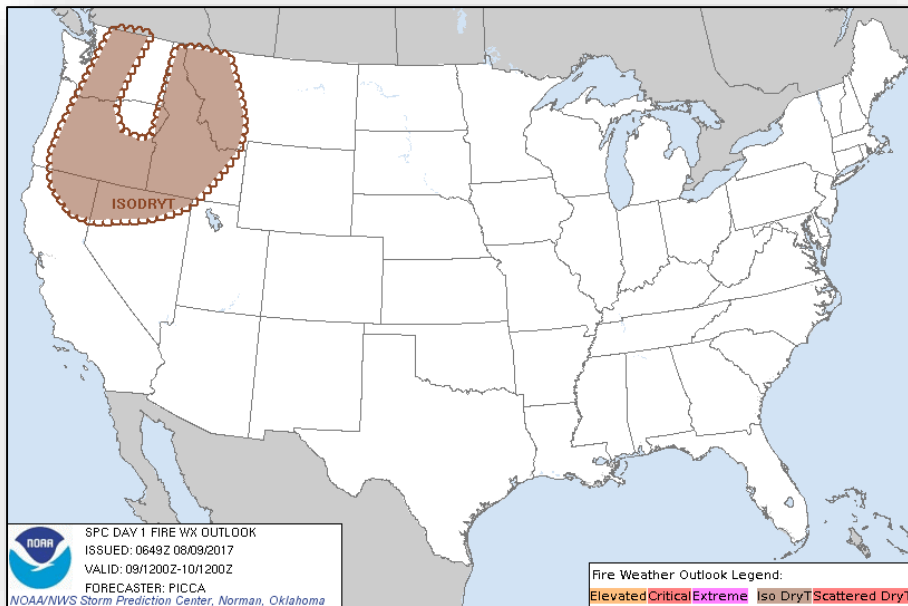 ISODRYT
NOAA
SPC DAY 1 FIRE WX OUTLOOK
ISSUED: 0649Z 08/09/2017
VALID: 09/1200Z-10/1200Z
FORECASTER: PICCA
NOAA/NWS Storm Prediction Center, Norman, Oklahoma
Fire Weather Outlook Legend:
Elevated Critical Extreme Iso DryT Scattered DryT